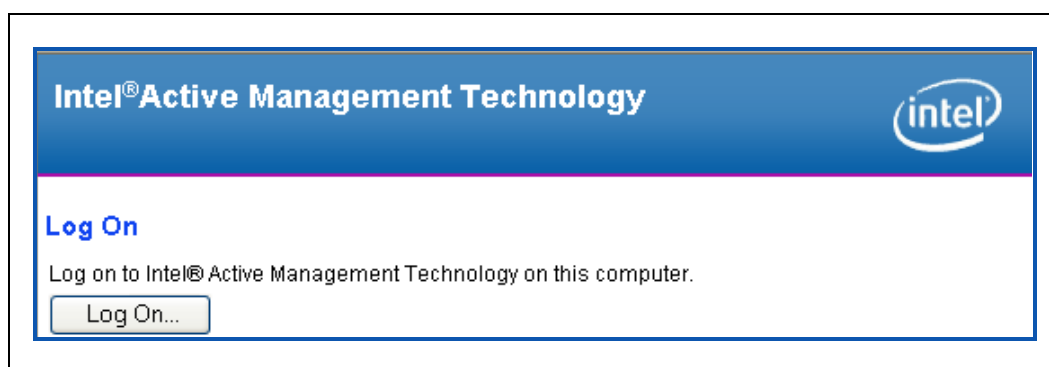 Intel®Active Management Technology
intel®
Log On
Log on to Intel® Active Management Technology on this computer.
Log On...